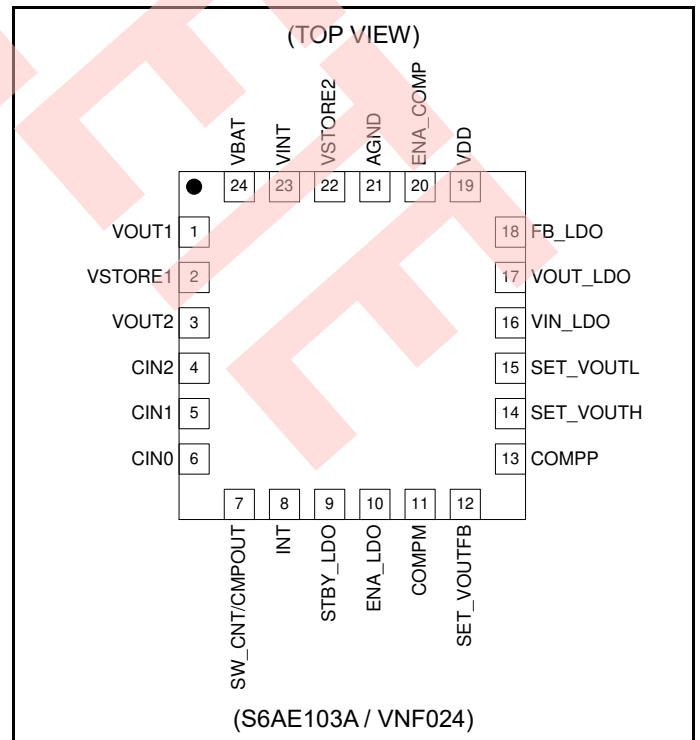 (TOP VIEW)
VBAT
VINT
VSTORE2
AGND
ENA_COMP
VDD
24
23
22
21
20
19
VOUT1 1
VSTORE1 2
VOUT2 3
CIN2 4
CIN1 5
CIN0 6
18 FB_LDO
17 VOUT_LDO
16 VIN_LDO
15 SET_VOUTL
14 SET_VOUTH
13 COMPP
7
8
9
10
11
12
SW_CNT/CMPOUT
INT
STBY_LDO
ENA_LDO
COMPM
SET_VOUTFB
(S6AE103A / VNF024)